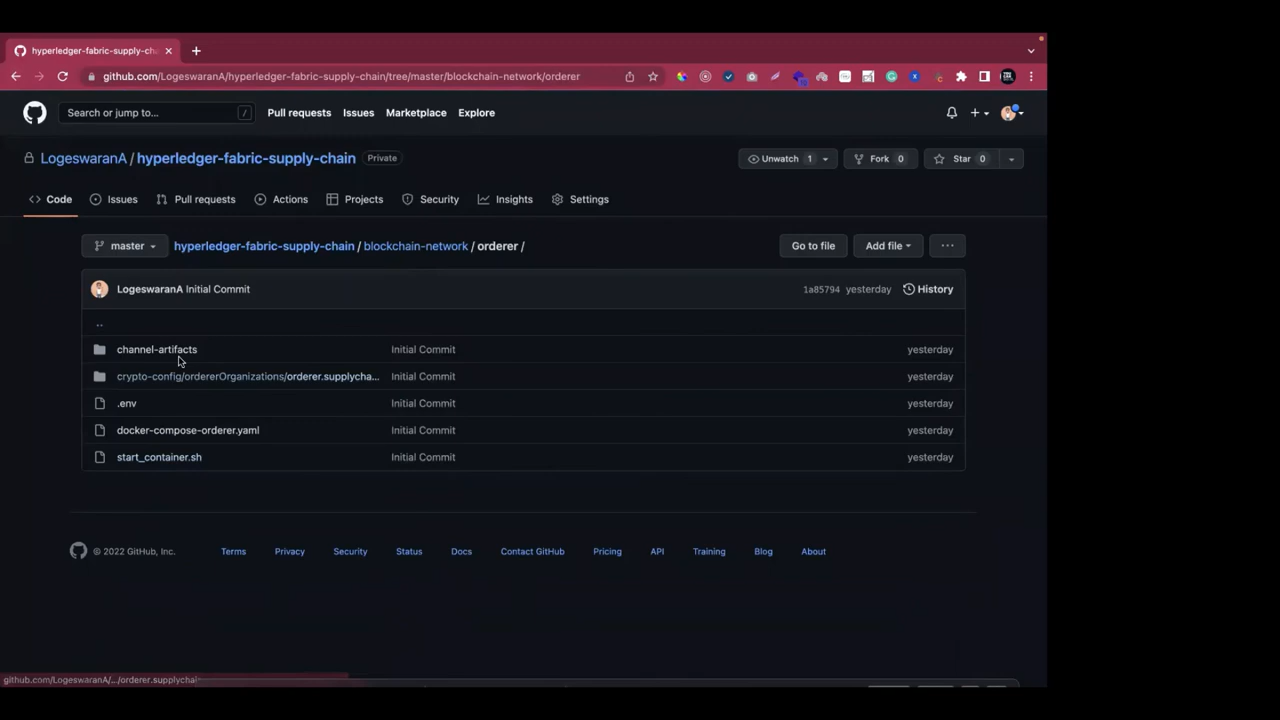 hyperledger-fabric-supply-cha
github.com/LogeswaranA/hyperledger-fabric-supply-chain/tree/master/blockchain-network/orderer
Search or jump to... /
Pull requests Issues Marketplace Explore
LogeswaranA / hyperledger-fabric-supply-chain Private
Unwatch 1 Fork 0 Star 0
Code Issues Pull requests Actions Projects Security Insights Settings
master hyperledger-fabric-supply-chain / blockchain-network / orderer / Go to file Add file ...
LogeswaranA Initial Commit 1a85794 yesterday History
..
channel-artifacts Initial Commit yesterday
crypto-config/ordererOrganizations/orderer.supplycha... Initial Commit yesterday
.env Initial Commit yesterday
docker-compose-orderer.yaml Initial Commit yesterday
start_container.sh Initial Commit yesterday
© 2022 GitHub, Inc. Terms Privacy Security Status Docs Contact GitHub Pricing API Training Blog About
github.com/LogeswaranA/.../orderer.supplychai